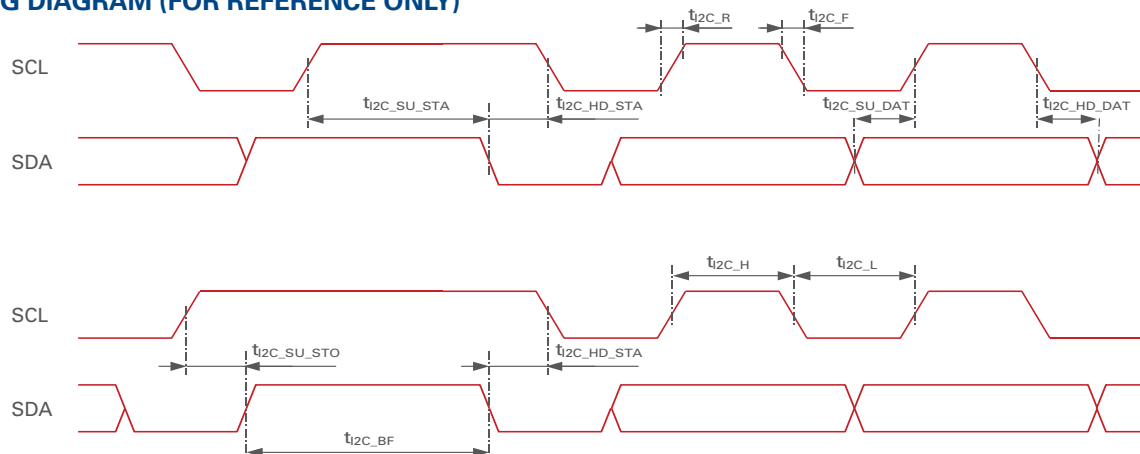 G DIAGRAM (FOR REFERENCE ONLY)
tI2C_R
tI2C_F
SCL
tI2C_SU_STA
tI2C_HD_STA
tI2C_SU_DAT
tI2C_HD_DAT
SDA
tI2C_H
tI2C_L
SCL
tI2C_SU_STO
tI2C_HD_STA
SDA
tI2C_BF